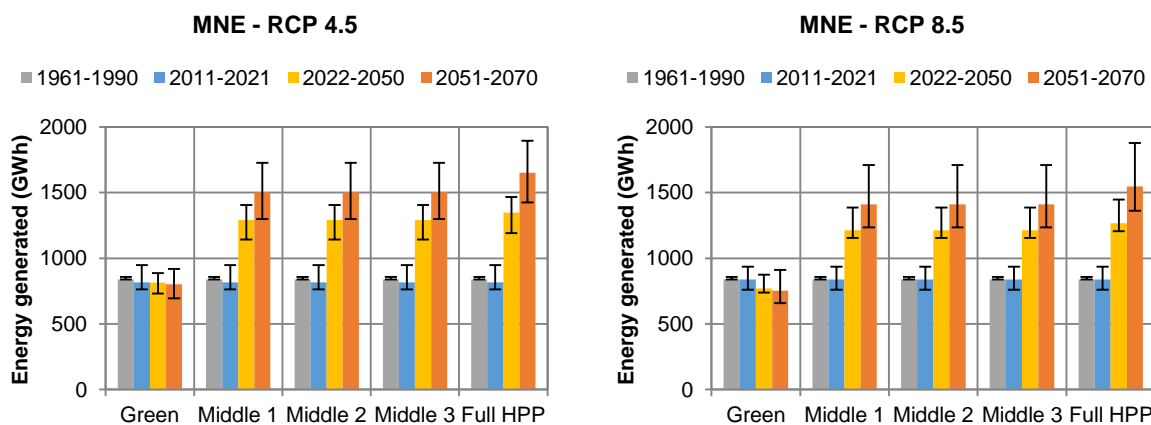 MNE - RCP 4.5
1961-1990 2011-2021 2022-2050 2051-2070
Energy generated (GWh)
2000
1500
1000
500
0
Green Middle 1 Middle 2 Middle 3 Full HPP
MNE - RCP 8.5
1961-1990 2011-2021 2022-2050 2051-2070
Energy generated (GWh)
2000
1500
1000
500
0
Green Middle 1 Middle 2 Middle 3 Full HPP